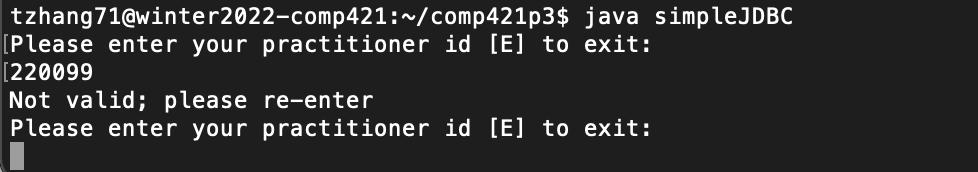 tzhang71@winter2022-comp421:~/comp421p3$ java simpleJDBC
[Please enter your practitioner id [E] to exit:
[220099
Not valid; please re-enter
Please enter your practitioner id [E] to exit: